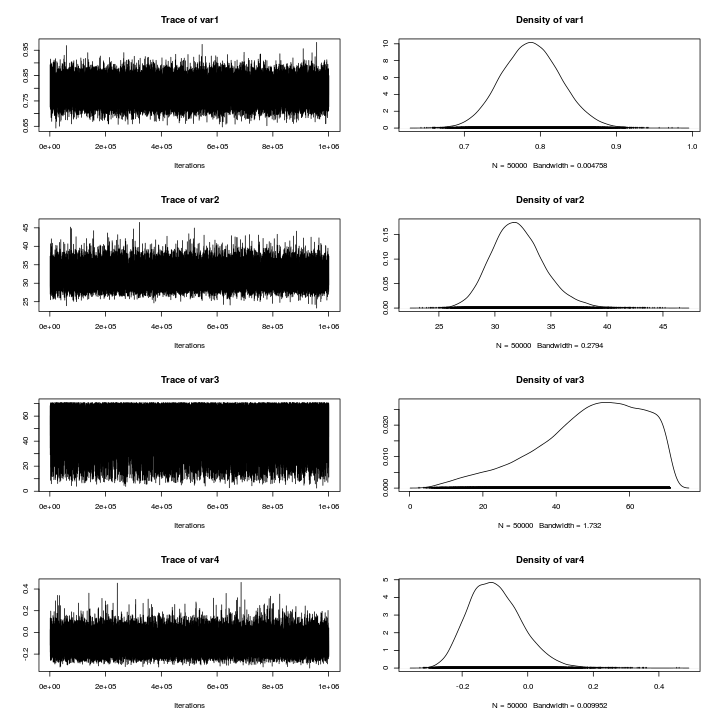 Trace of var1
0.65 0.75 0.85 0.95
0e+00 2e+05 4e+05 6e+05 8e+05 1e+06
Iterations
Density of var1
0 2 4 6 8 10
0.7 0.8 0.9 1.0
N = 50000 Bandwidth = 0.004758
Trace of var2
25 30 35 40 45
0e+00 2e+05 4e+05 6e+05 8e+05 1e+06
Iterations
Density of var2
0.00 0.05 0.10 0.15
25 30 35 40 45
N = 50000 Bandwidth = 0.2794
Trace of var3
0 20 40 60
0e+00 2e+05 4e+05 6e+05 8e+05 1e+06
Iterations
Density of var3
0.000 0.010 0.020
0 20 40 60
N = 50000 Bandwidth = 1.732
Trace of var4
-0.2 0.0 0.2 0.4
0e+00 2e+05 4e+05 6e+05 8e+05 1e+06
Iterations
Density of var4
0 1 2 3 4 5
-0.2 0.0 0.2 0.4
N = 50000 Bandwidth = 0.009952